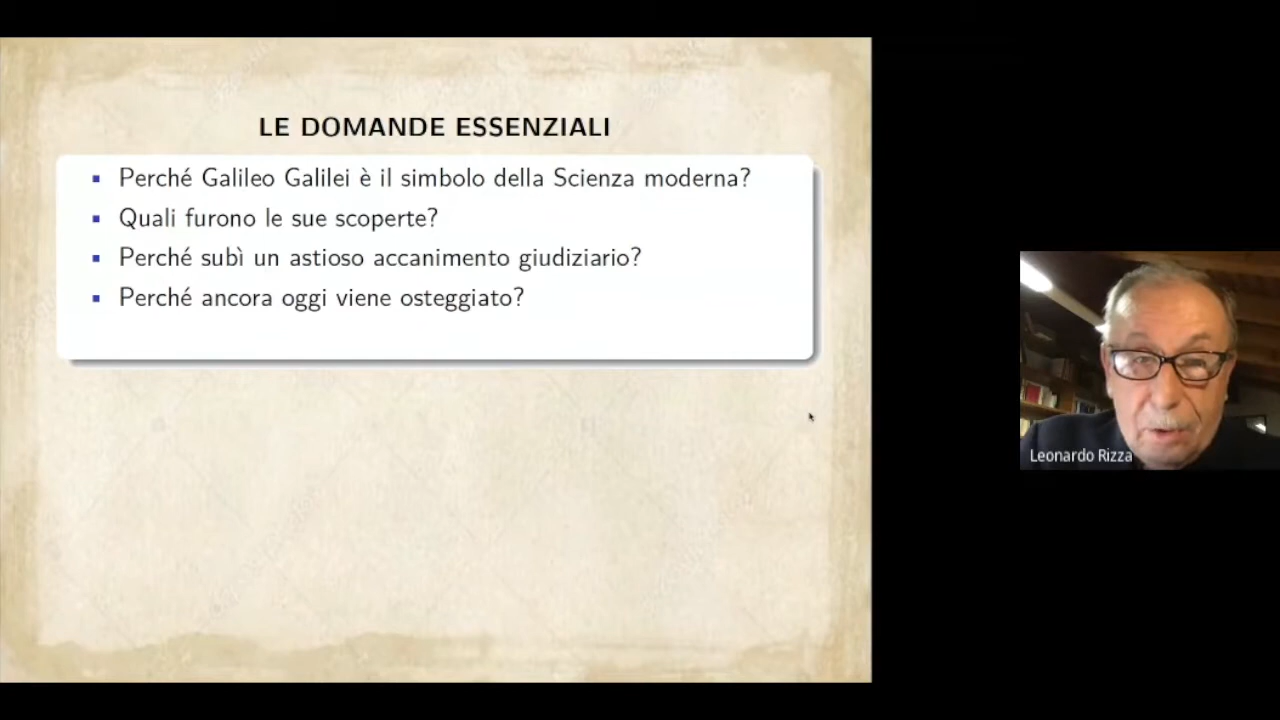 LE DOMANDE ESSENZIALI
Perché Galileo Galilei è il simbolo della Scienza moderna?
Quali furono le sue scoperte?
Perché subì un astioso accanimento giudiziario?
Perché ancora oggi viene osteggiato?
Leonardo Rizza